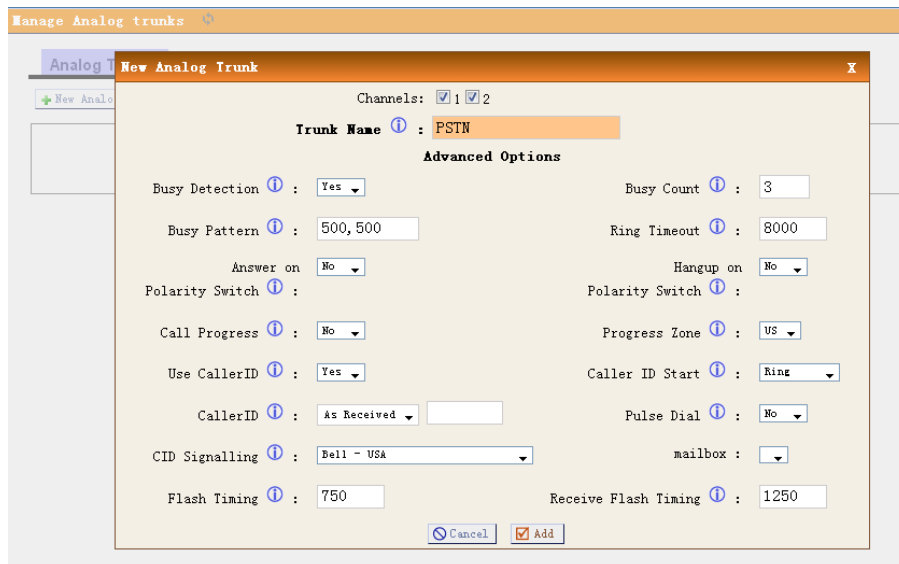 Manage Analog trunks
Analog T
New Analo
New Analog Trunk X
Channels: 1 2
Trunk Name : PSTN
Advanced Options
Busy Detection : Yes Busy Count : 3
Busy Pattern : 500,500 Ring Timeout : 8000
Answer on No Hangup on No
Polarity Switch : Polarity Switch :
Call Progress : No Progress Zone : US
Use CallerID : Yes Caller ID Start : Ring
CallerID : As Received Pulse Dial : No
CID Signalling : Bell - USA mailbox :
Flash Timing : 750 Receive Flash Timing : 1250
Cancel Add